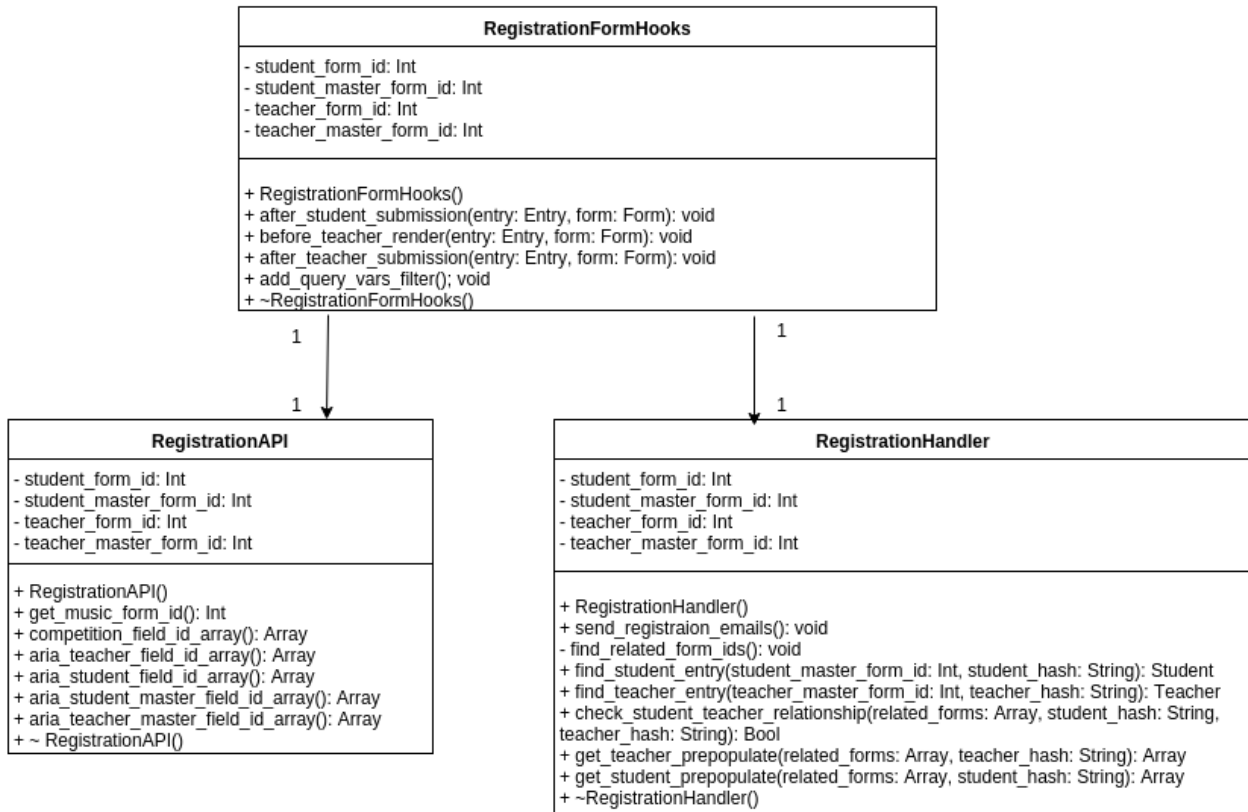 RegistrationFormHooks
- student_form_id: Int
- student_master_form_id: Int
- teacher_form_id: Int
- teacher_master_form_id: Int
+ RegistrationFormHooks()
+ after_student_submission(entry: Entry, form: Form): void
+ before_teacher_render(entry: Entry, form: Form): void
+ after_teacher_submission(entry: Entry, form: Form): void
+ add_query_vars_filter(); void
+ ~RegistrationFormHooks()
1
1
1
1
RegistrationAPI
- student_form_id: Int
- student_master_form_id: Int
- teacher_form_id: Int
- teacher_master_form_id: Int
+ RegistrationAPI()
+ get_music_form_id(): Int
+ competition_field_id_array(): Array
+ aria_teacher_field_id_array(): Array
+ aria_student_field_id_array(): Array
+ aria_student_master_field_id_array(): Array
+ aria_teacher_master_field_id_array(): Array
+ ~ RegistrationAPI()
RegistrationHandler
- student_form_id: Int
- student_master_form_id: Int
- teacher_form_id: Int
- teacher_master_form_id: Int
+ RegistrationHandler()
+ send_registraion_emails(): void
- find_related_form_ids(): void
+ find_student_entry(student_master_form_id: Int, student_hash: String): Student
+ find_teacher_entry(teacher_master_form_id: Int, teacher_hash: String): Teacher
+ check_student_teacher_relationship(related_forms: Array, student_hash: String,
teacher_hash: String): Bool
+ get_teacher_prepopulate(related_forms: Array, teacher_hash: String): Array
+ get_student_prepopulate(related_forms: Array, student_hash: String): Array
+ ~RegistrationHandler()